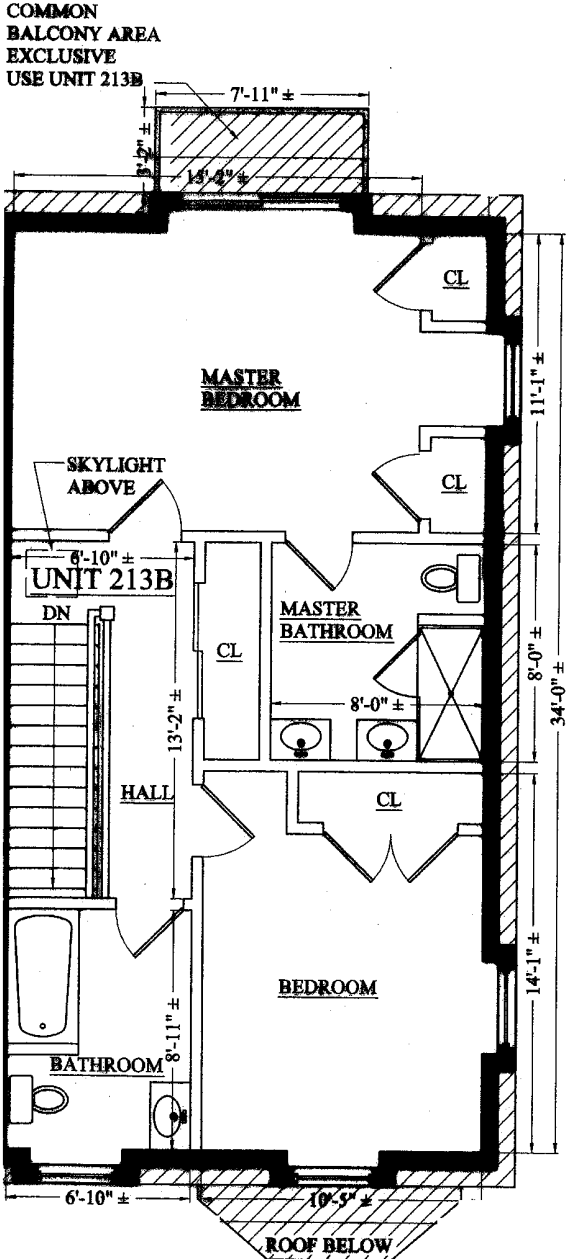 COMMON
BALCONY AREA
EXCLUSIVE
USE UNIT 213B
7'-11" ±
3'-2" ±
15'-2" ±
CL
MASTER
BEDROOM
11'-1" ±
CL
SKYLIGHT
ABOVE
6'-10" ±
UNIT 213B
DN
MASTER
BATHROOM
CL
8'-0" ±
8'-0" ±
34'-0" ±
13'-2" ±
HALL
CL
BEDROOM
14'-1" ±
8'-11" ±
BATHROOM
6'-10" ±
10'-5" ±
ROOF BELOW